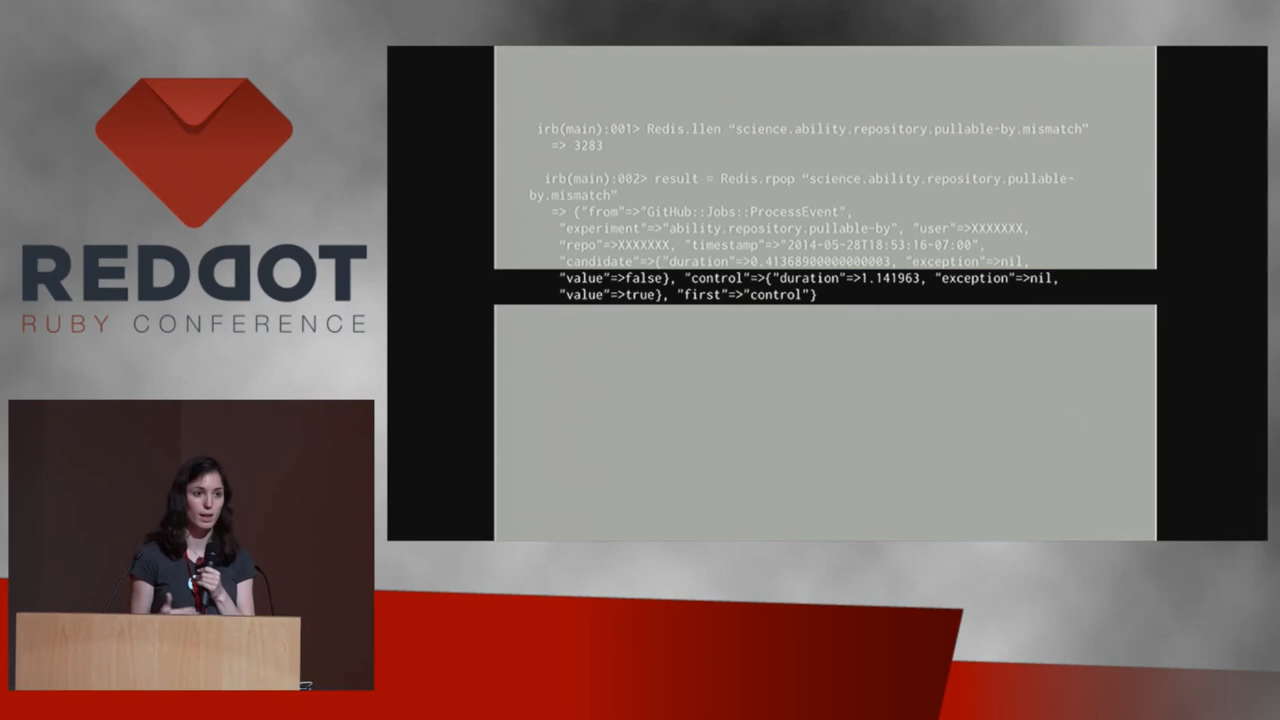 REDDOT
RUBY CONFERENCE
irb(main):001> Redis.llen “science.ability.repository.pullable-by.mismatch”
=> 3283
irb(main):002> result = Redis.rpop “science.ability.repository.pullable-
by.mismatch”
=> {"from"=>"GitHub::Jobs::ProcessEvent",
"experiment"=>"ability.repository.pullable-by", "user"=>XXXXXXX,
"repo"=>XXXXXXX, "timestamp"=>"2014-05-28T18:53:16-07:00",
"candidate"=>{"duration"=>0.41368900000000003, "exception"=>nil,
"value"=>false}, "control"=>{"duration"=>1.141963, "exception"=>nil,
"value"=>true}, "first"=>"control"}